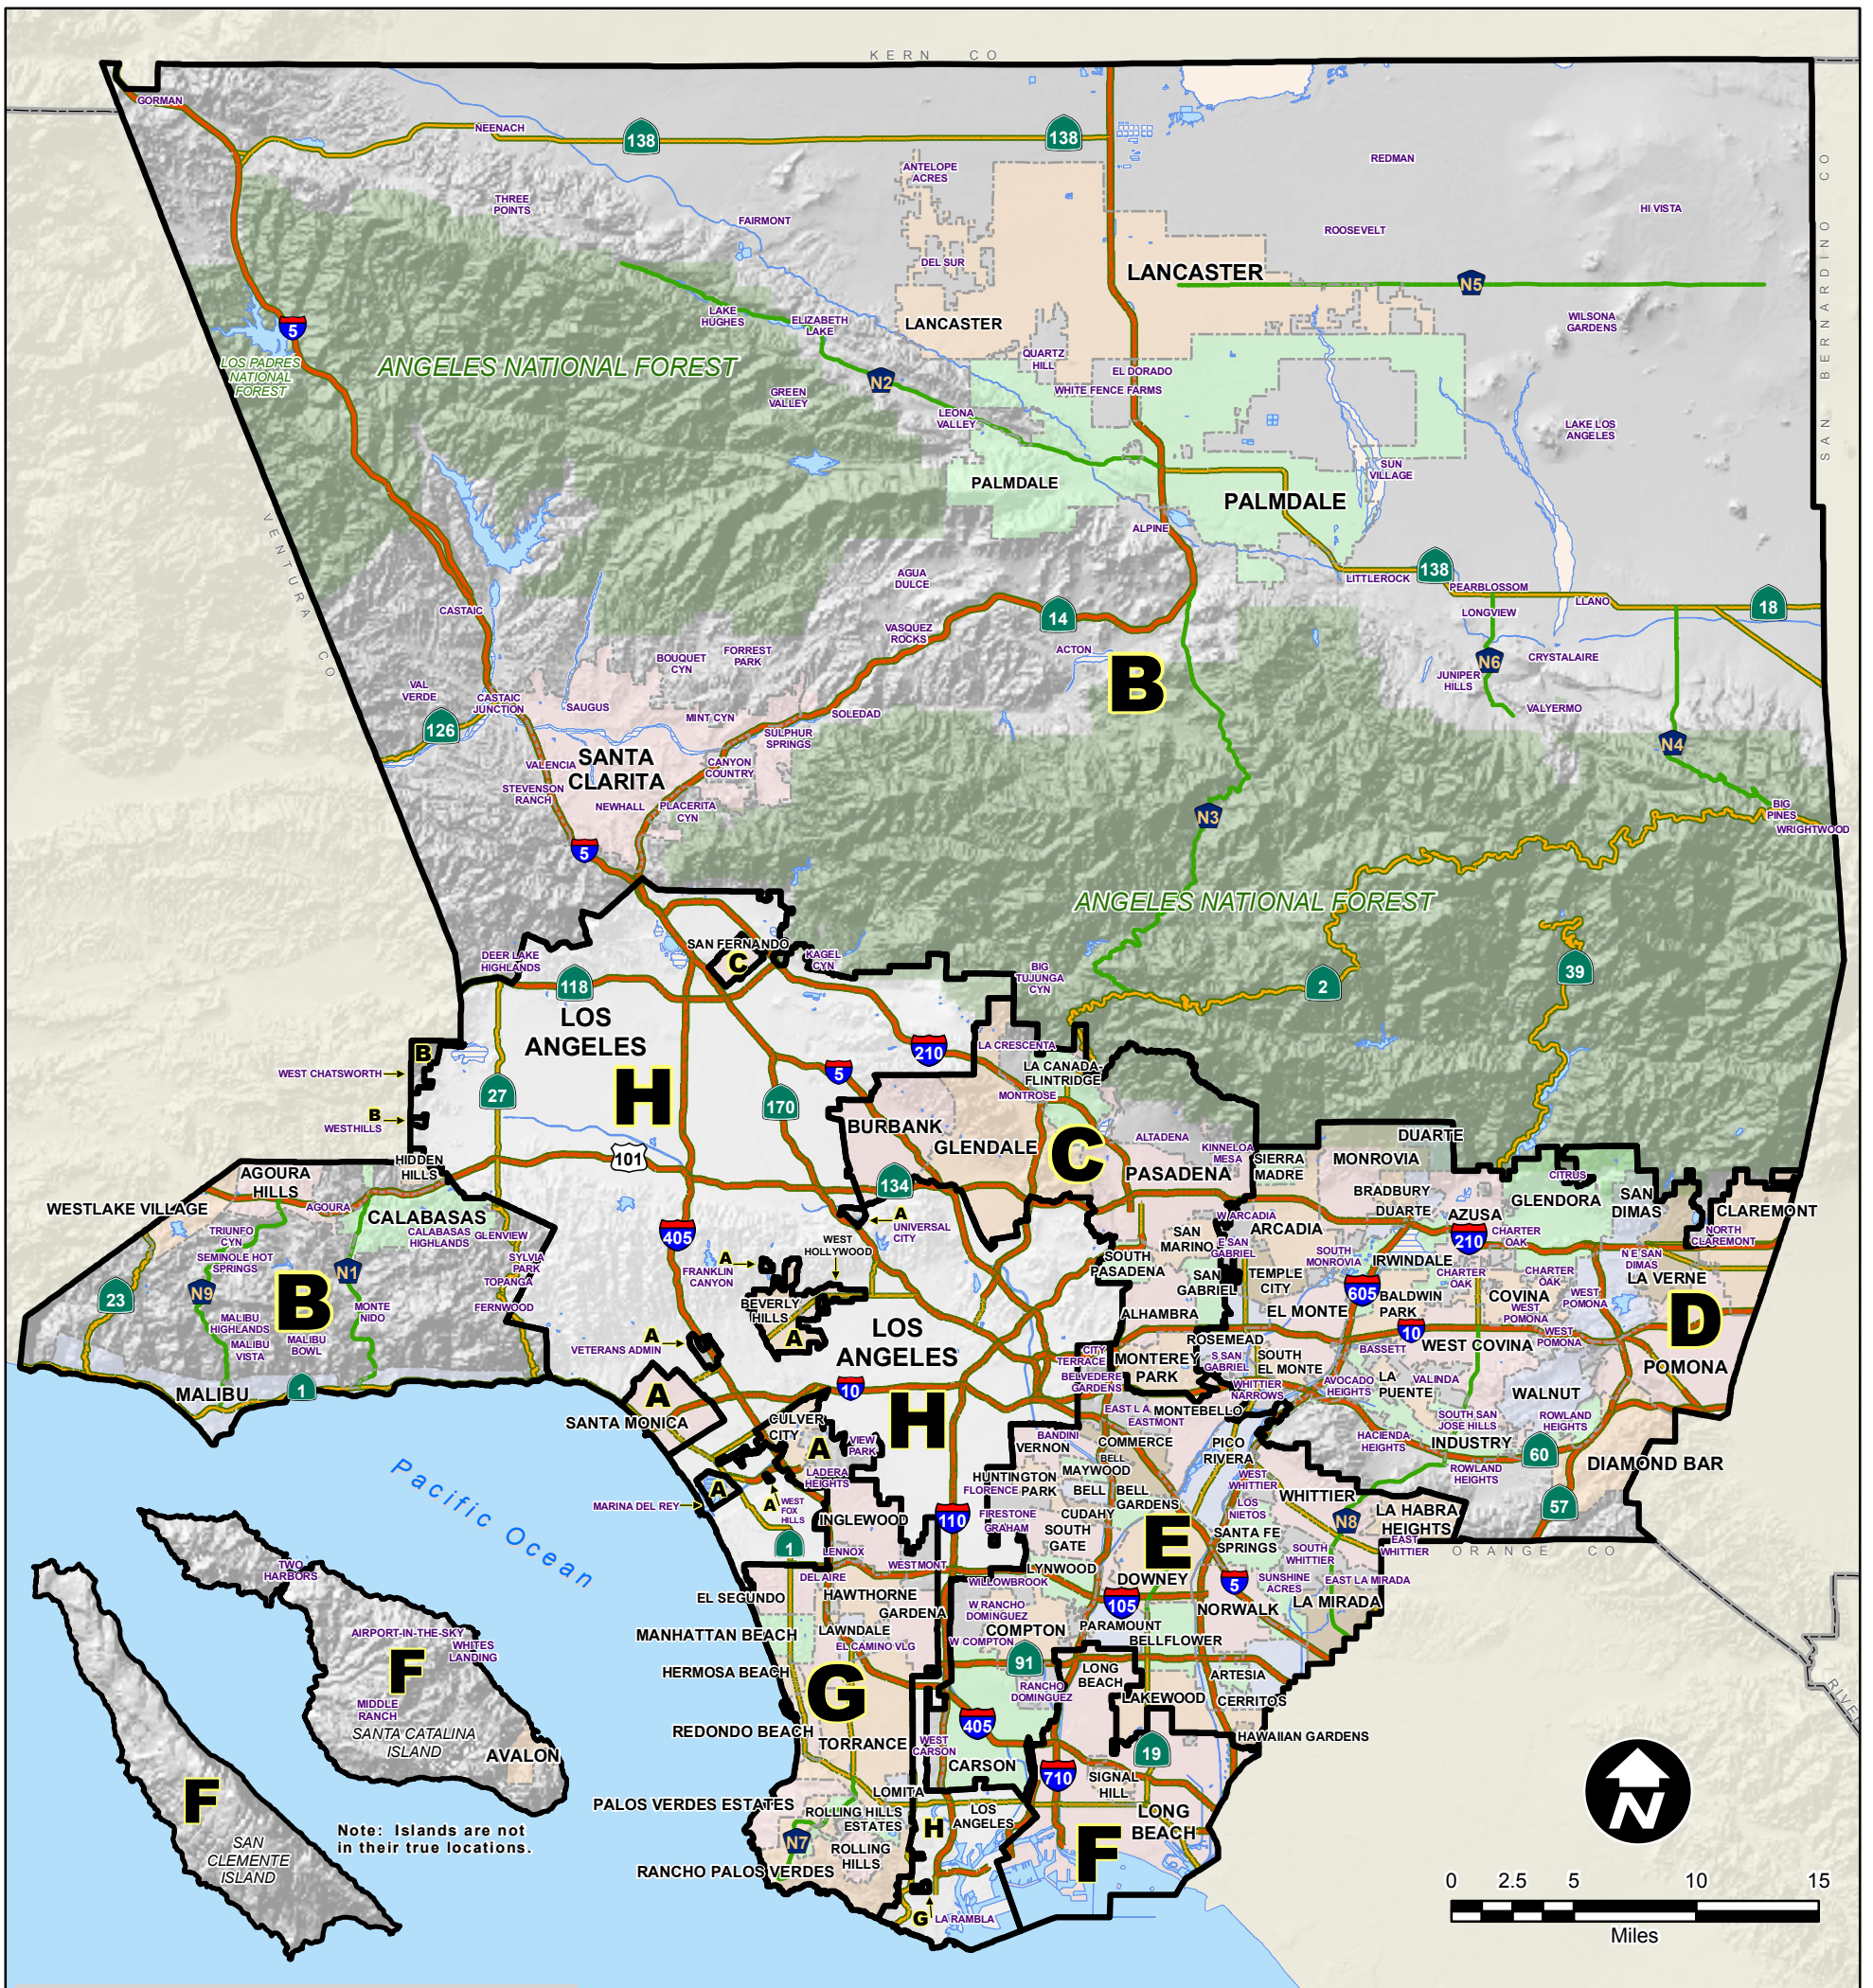 KERN CO
GORMAN
NEENACH
138
138
ANTELOPE
ACRES
REDMAN
THREE
POINTS
FAIRMONT
HI VISTA
ROOSEVELT
DEL SUR
LANCASTER
N5
LAKE
HUGHES
ELIZABETH
LAKE
LANCASTER
WILSONA
GARDENS
5
LOS PADRES
NATIONAL
FOREST
ANGELES NATIONAL FOREST
QUARTZ
HILL
EL DORADO
WHITE FENCE FARMS
N2
GREEN
VALLEY
LEONA
VALLEY
LAKE LOS
ANGELES
SAN BERNARDINO CO
SUN
VILLAGE
PALMDALE
PALMDALE
ALPINE
VENTURA CO
AGUA
DULCE
138
LITTLEROCK
PEARBLOSSOM
LONGVIEW
LLANO
18
CASTAIC
14
VASQUEZ
ROCKS
ACTON
FORREST
PARK
BOUQUET
CYN
N6
CRYSTALAIRE
JUNIPER
HILLS
B
VAL
VERDE
CASTAIC
JUNCTION
SAUGUS
MINT CYN
SOLEDAD
VALYERMO
126
SULPHUR
SPRINGS
N4
SANTA
CLARITA
VALENCIA
CANYON
COUNTRY
STEVENSON
RANCH
NEWHALL
PLACERITA
CYN
N3
BIG
PINES
WRIGHTWOOD
5
ANGELES NATIONAL FOREST
SAN FERNANDO
C
KAGEL
CYN
DEER LAKE
HIGHLANDS
118
BIG
TUJUNGA
CYN
2
39
LOS
ANGELES
210
LA CRESCENTA
B
WEST CHATSWORTH
5
LA CANADA-
FLINTRIDGE
27
H
170
MONTROSE
B
WESTHILLS
BURBANK
GLENDALE
C
ALTADENA
KINNELOA
MESA
DUARTE
HIDDEN
HILLS
101
134
PASADENA
SIERRA
MADRE
MONROVIA
AGOURA
HILLS
CITRUS
GLENDORA
SAN
DIMAS
WESTLAKE VILLAGE
AGOURA
CALABASAS
CALABASAS
HIGHLANDS
GLENVIEW
TRIUNFO
CYN
SEMINOLE HOT
SPRINGS
405
A
UNIVERSAL
CITY
BRADBURY
DUARTE
AZUSA
CLAREMONT
W ARCADIA
ARCADIA
210
CHARTER
OAK
NORTH
CLAREMONT
WEST
HOLLYWOOD
SAN
MARINO
E SAN
GABRIEL
SOUTH
MONROVIA
IRWINDALE
N E SAN
DIMAS
SYLVIA
PARK
TOPANGA
N1
N9
B
23
A
FRANKLIN
CANYON
SOUTH
PASADENA
SAN
GABRIEL
TEMPLE
CITY
605
CHARTER
OAK
CHARTER
OAK
LA VERNE
MONTE
NIDO
FERNWOOD
BEVERLY
HILLS
A
ALHAMBRA
EL MONTE
BALDWIN
PARK
COVINA
WEST
POMONA
WEST
POMONA
D
MALIBU
HIGHLANDS
MALIBU
VISTA
MALIBU
BOWL
LOS
ANGELES
A
VETERANS ADMIN
ROSEMEAD
10
WEST COVINA
WEST
POMONA
CITY
TERRACE
BELVEDERE
GARDENS
MONTEREY
PARK
S SAN
GABRIEL
SOUTH
EL MONTE
BASSETT
POMONA
MALIBU
1
A
SANTA MONICA
10
H
WHITTIER
NARROWS
AVOCADO
HEIGHTS
LA
PUENTE
VALINDA
WALNUT
EAST L A
EASTMONT
MONTEBELLO
CULVER
CITY
A
VIEW
PARK
BANDINI
VERNON
COMMERCE
PICO
RIVERA
SOUTH SAN
JOSE HILLS
ROWLAND
HEIGHTS
HACIENDA
HEIGHTS
INDUSTRY
60
DIAMOND BAR
Pacific Ocean
LADERA
HEIGHTS
A
MARINA DEL REY
A
WEST
FOX
HILLS
HUNTINGTON
PARK
FLORENCE
BELL
MAYWOOD
BELL
BELL
GARDENS
WEST
WHITTIER
ROWLAND
HEIGHTS
WHITTIER
LOS
NIETOS
57
LA HABRA
HEIGHTS
N8
INGLEWOOD
110
FIRESTONE
GRAHAM
CUDAHY
SOUTH
GATE
E
SANTA FE
SPRINGS
EAST
WHITTIER
ORANGE CO
1
LENNOX
WESTMONT
SOUTH
WHITTIER
TWO
HARBORS
DEL AIRE
WILLOWBROOK
LYNWOOD
DOWNEY
5
SUNSHINE
ACRES
EAST LA MIRADA
EL SEGUNDO
HAWTHORNE
GARDENA
W RANCHO
DOMINGUEZ
105
NORWALK
LA MIRADA
AIRPORT-IN-THE-SKY
WHITES
LANDING
MANHATTAN BEACH
LAWNDALE
EL CAMINO VLG
COMPTON
W COMPTON
PARAMOUNT
BELLFLOWER
F
HERMOSA BEACH
G
91
RANCHO
DOMINGUEZ
LONG
BEACH
ARTESIA
LAKEWOOD
CERRITOS
MIDDLE
RANCH
SANTA CATALINA
ISLAND
AVALON
REDONDO BEACH
TORRANCE
WEST
CARSON
405
19
HAWAIIAN GARDENS
CARSON
710
SIGNAL
HILL
F
LOMITA
PALOS VERDES ESTATES
ROLLING HILLS
ESTATES
H
LOS
ANGELES
LONG
BEACH
Note: Islands are not
in their true locations.
N7
SAN
CLEMENTE
ISLAND
ROLLING
HILLS
RANCHO PALOS VERDES
F
G
LA RAMBLA
N
0 2.5 5 10 15
Miles